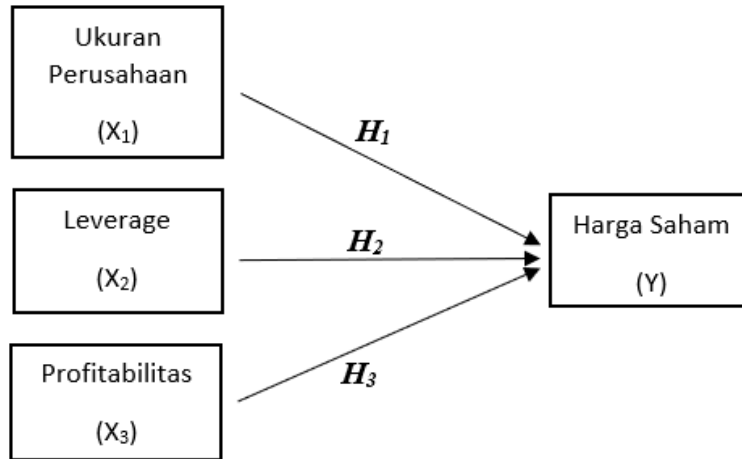 Ukuran
Perusahaan
(X₁)
H₁
Leverage
(X₂)
H₂
Harga Saham
(Y)
Profitabilitas
(X₃)
H₃